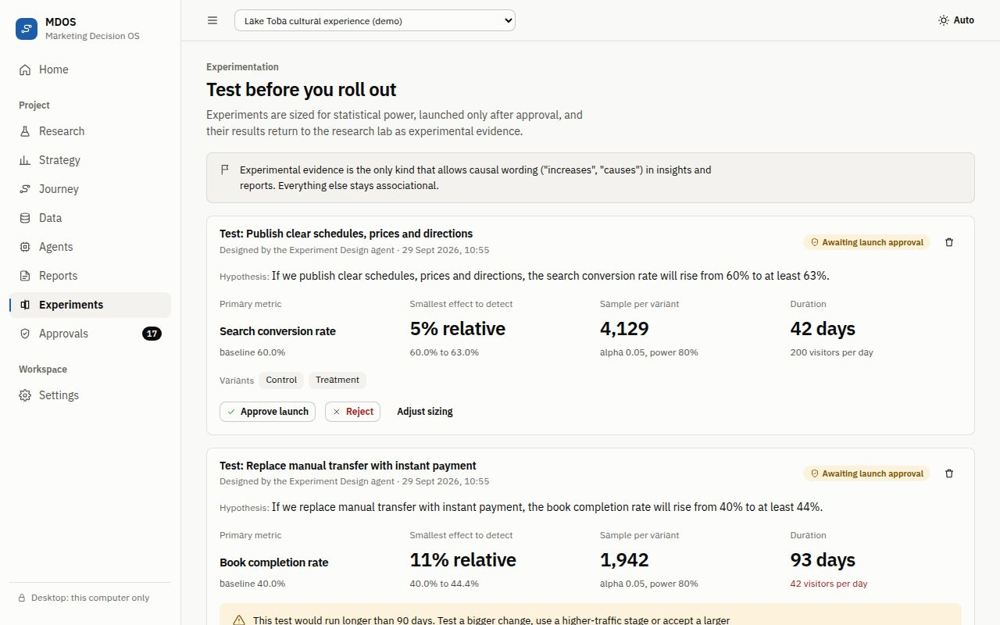 MDOS
Marketing Decision OS
Home
Project
Research
Strategy
Journey
Data
Agents
Reports
Experiments
Approvals
17
Workspace
Settings
Desktop: this computer only
Lake Toba cultural experience (demo)
Auto
Experimentation
Test before you roll out
Experiments are sized for statistical power, launched only after approval, and
their results return to the research lab as experimental evidence.
Experimental evidence is the only kind that allows causal wording ("increases", "causes") in insights and
reports. Everything else stays associational.
Test: Publish clear schedules, prices and directions
Designed by the Experiment Design agent · 29 Sept 2026, 10:55
Awaiting launch approval
Hypothesis: If we publish clear schedules, prices and directions, the search conversion rate will rise from 60% to at least 63%.
Primary metric
Smallest effect to detect
Sample per variant
Duration
Search conversion rate
5% relative
4,129
42 days
baseline 60.0%
60.0% to 63.0%
alpha 0.05, power 80%
200 visitors per day
Variants
Control
Treatment
Approve launch
Reject
Adjust sizing
Test: Replace manual transfer with instant payment
Designed by the Experiment Design agent · 29 Sept 2026, 10:55
Awaiting launch approval
Hypothesis: If we replace manual transfer with instant payment, the book completion rate will rise from 40% to at least 44%.
Primary metric
Smallest effect to detect
Sample per variant
Duration
Book completion rate
11% relative
1,942
93 days
baseline 40.0%
40.0% to 44.4%
alpha 0.05, power 80%
42 visitors per day
This test would run longer than 90 days. Test a bigger change, use a higher-traffic stage or accept a larger